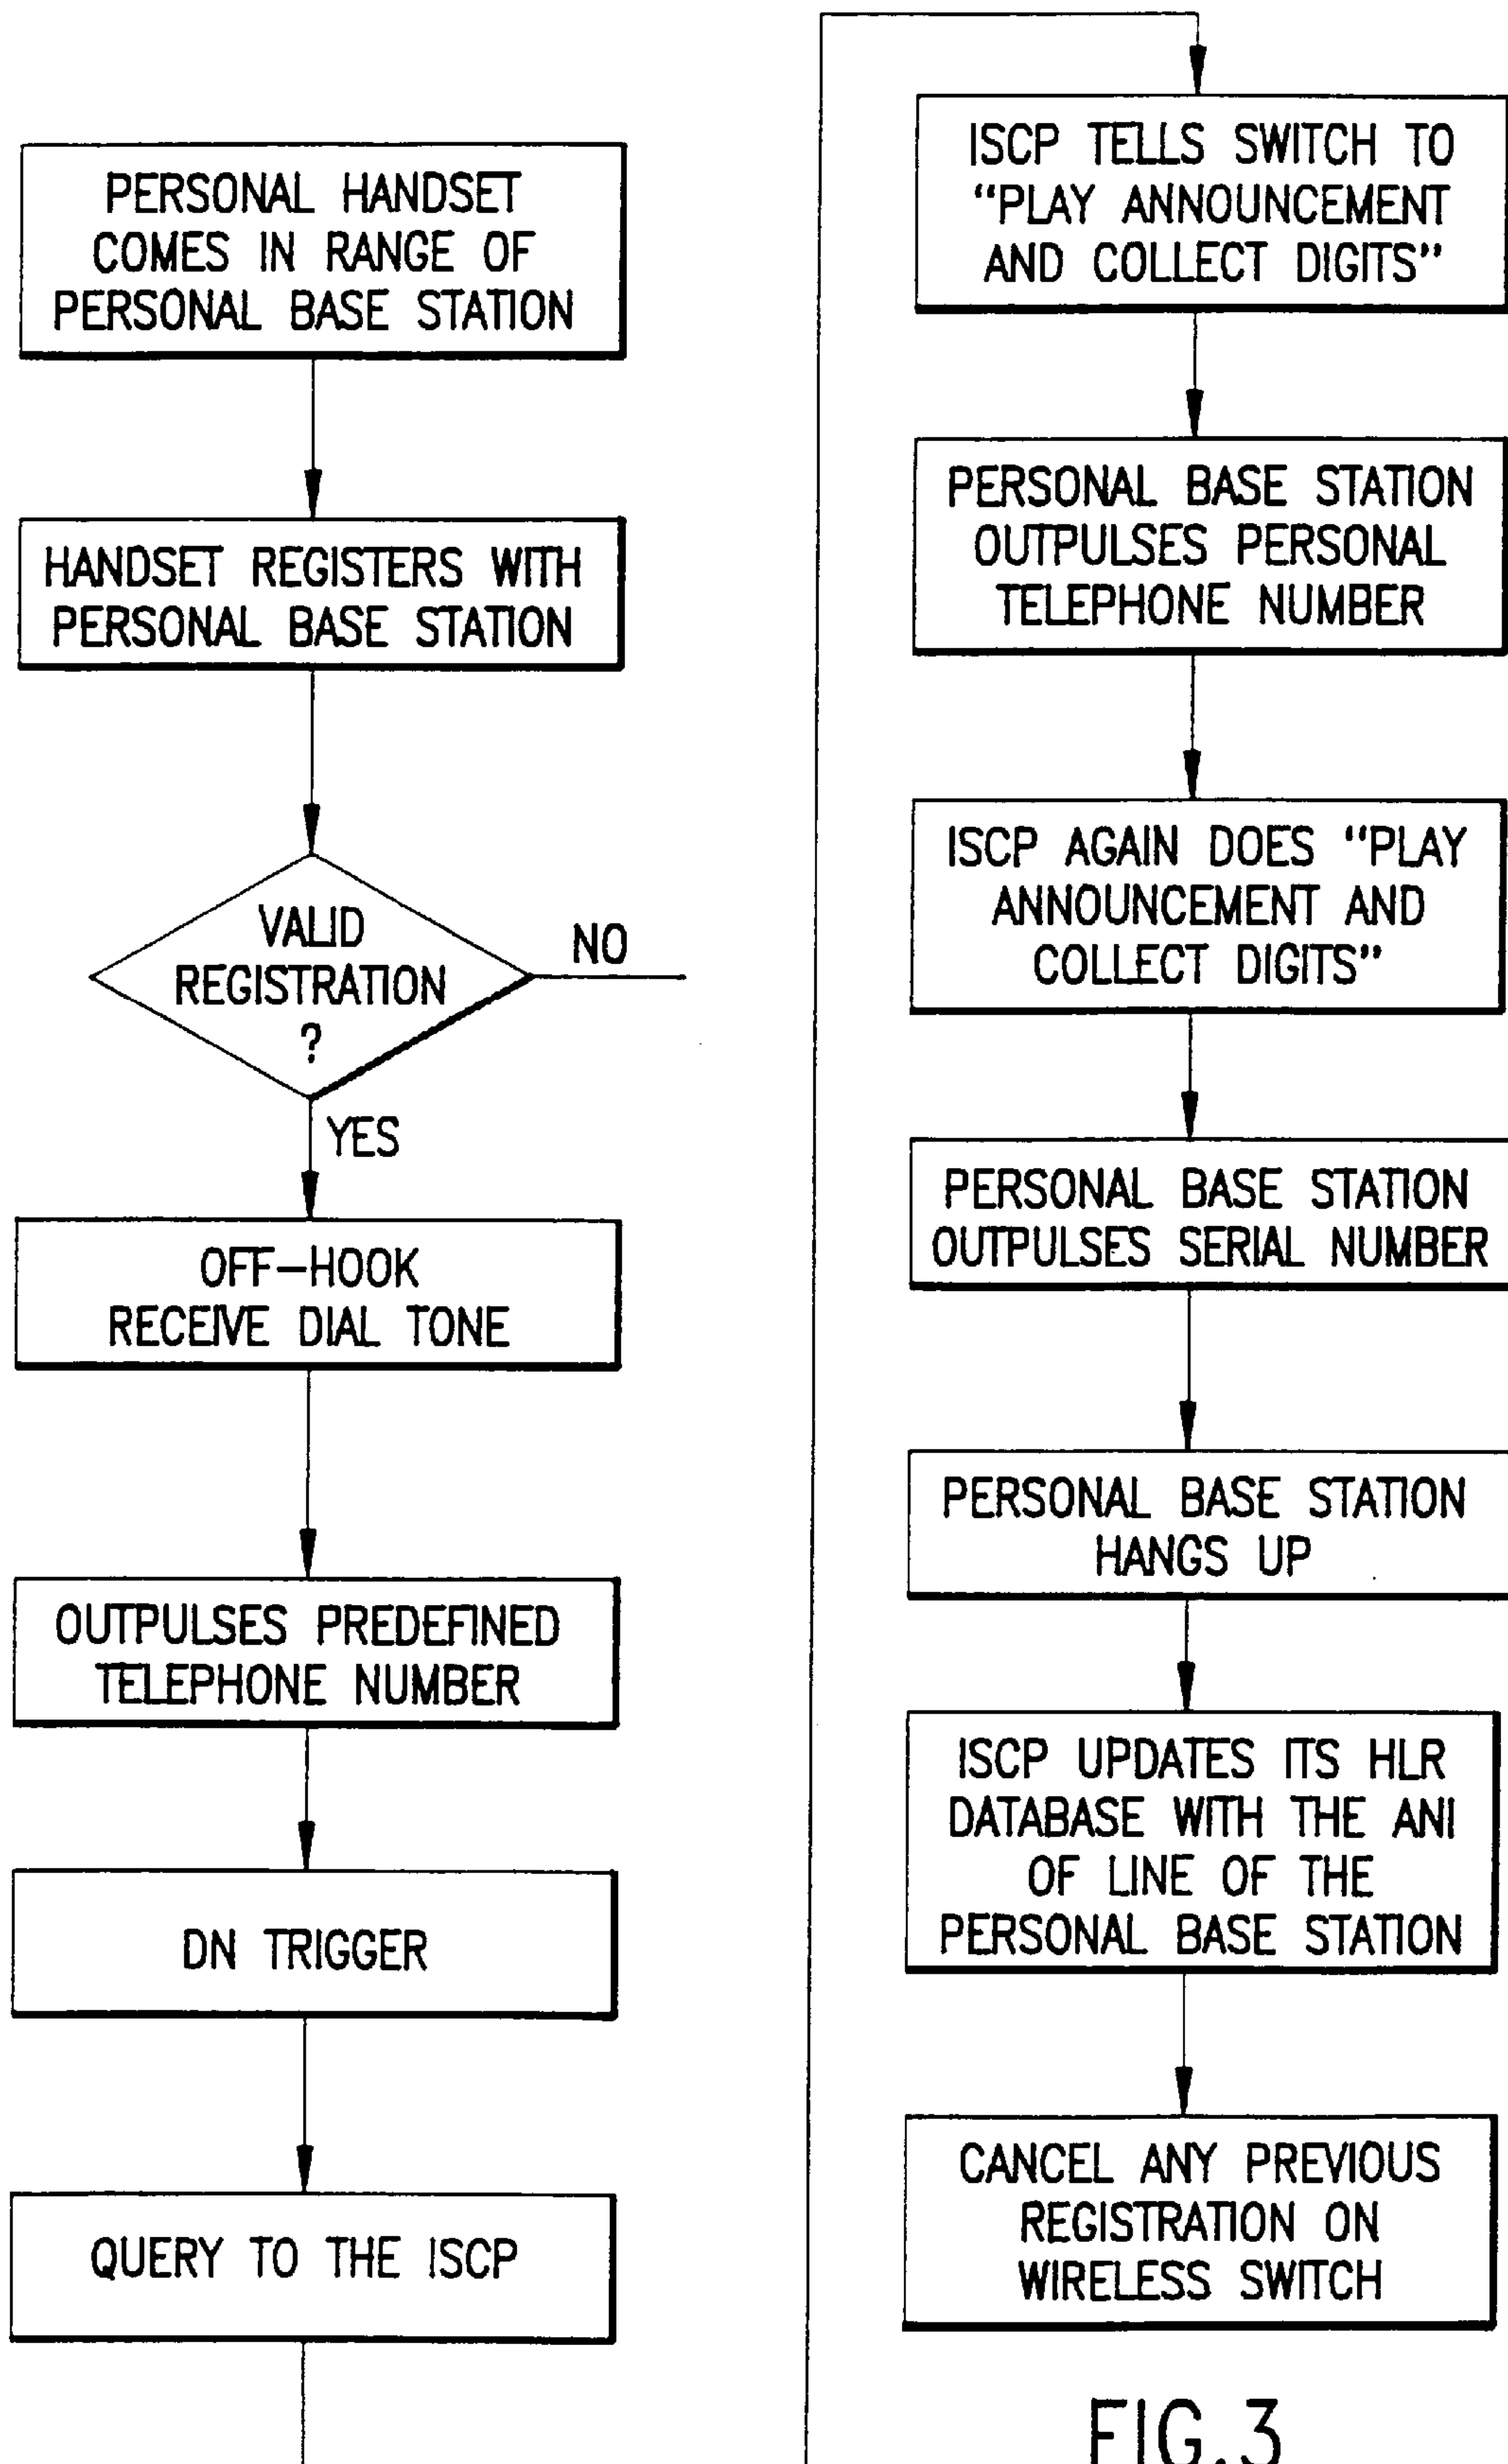 PERSONAL HANDSET
COMES IN RANGE OF
PERSONAL BASE STATION
HANDSET REGISTERS WITH
PERSONAL BASE STATION
VALID
REGISTRATION
?
NO
YES
OFF-HOOK
RECEIVE DIAL TONE
OUTPULSES PREDEFINED
TELEPHONE NUMBER
DN TRIGGER
QUERY TO THE ISCP
ISCP TELLS SWITCH TO
"PLAY ANNOUNCEMENT
AND COLLECT DIGITS"
PERSONAL BASE STATION
OUTPULSES PERSONAL
TELEPHONE NUMBER
ISCP AGAIN DOES "PLAY
ANNOUNCEMENT AND
COLLECT DIGITS"
PERSONAL BASE STATION
OUTPULSES SERIAL NUMBER
PERSONAL BASE STATION
HANGS UP
ISCP UPDATES ITS HLR
DATABASE WITH THE ANI
OF LINE OF THE
PERSONAL BASE STATION
CANCEL ANY PREVIOUS
REGISTRATION ON
WIRELESS SWITCH
FIG.3